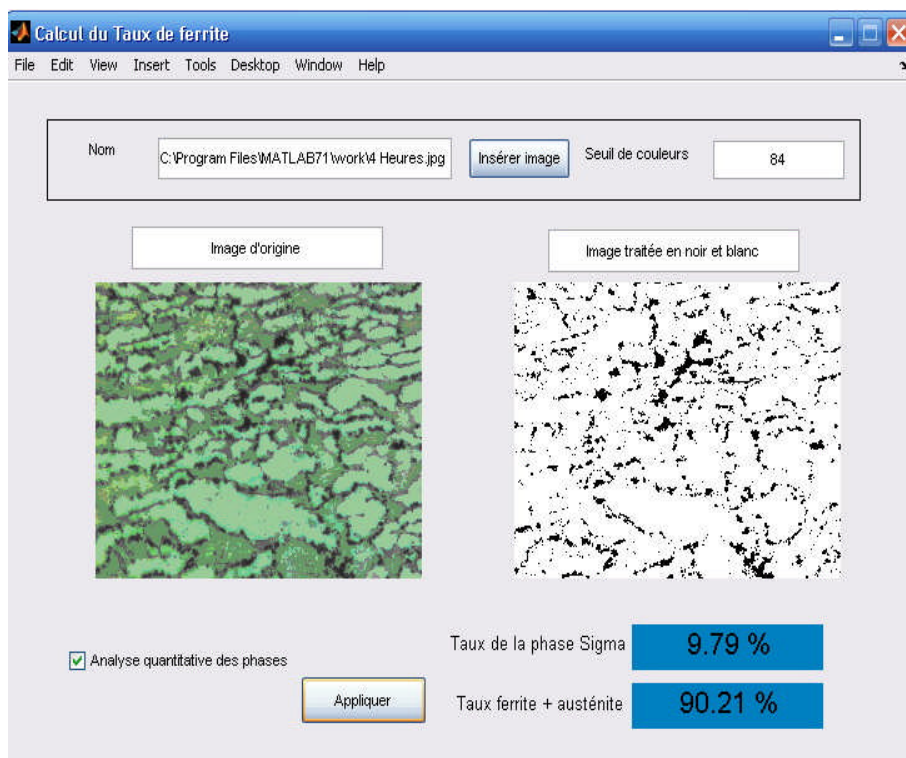 Calcul du Taux de ferrite
File Edit View Insert Tools Desktop Window Help
Nom C:\Program Files\MATLAB71\work\4 Heures.jpg Insérer image Seuil de couleurs 84
Image d'origine Image traitée en noir et blanc
Analyse quantitative des phases
Taux de la phase Sigma 9.79 %
Appliquer
Taux ferrite + austénite 90.21 %